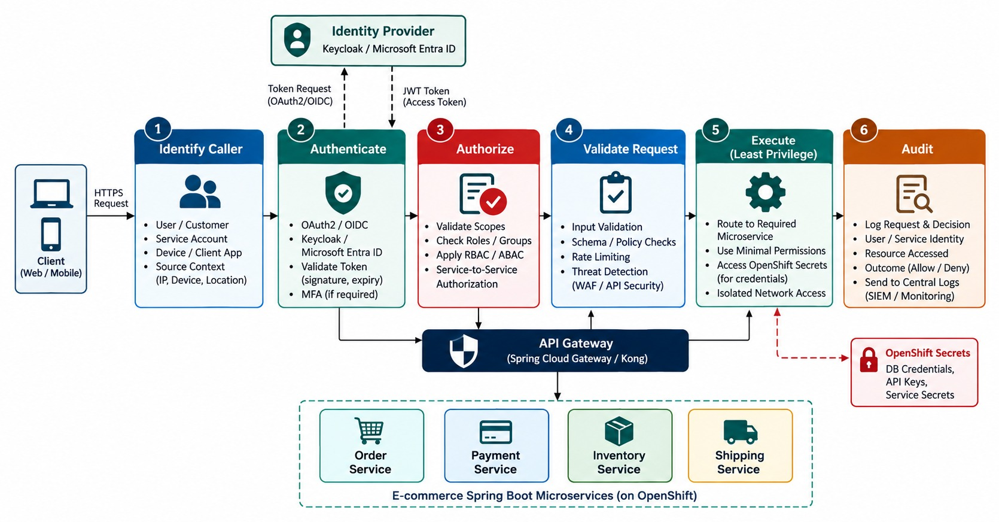 Identity Provider
Keycloak / Microsoft Entra ID
Token Request
(OAuth2/OIDC)
JWT Token
(Access Token)
Client
(Web / Mobile)
HTTPS
Request
1
Identify Caller
• User / Customer
• Service Account
• Device / Client App
• Source Context
(IP, Device, Location)
2
Authenticate
• OAuth2 / OIDC
• Keycloak /
Microsoft Entra ID
• Validate Token
(signature, expiry)
• MFA (if required)
3
Authorize
• Validate Scopes
• Check Roles / Groups
• Apply RBAC / ABAC
• Service-to-Service
Authorization
4
Validate Request
• Input Validation
• Schema / Policy Checks
• Rate Limiting
• Threat Detection
(WAF / API Security)
5
Execute
(Least Privilege)
• Route to Required
Microservice
• Use Minimal Permissions
• Access OpenShift Secrets
(for credentials)
• Isolated Network Access
6
Audit
• Log Request & Decision
• User / Service Identity
• Resource Accessed
• Outcome (Allow / Deny)
• Send to Central Logs
(SIEM / Monitoring)
API Gateway
(Spring Cloud Gateway / Kong)
OpenShift Secrets
DB Credentials,
API Keys,
Service Secrets
Order
Service
Payment
Service
Inventory
Service
Shipping
Service
E-commerce Spring Boot Microservices (on OpenShift)